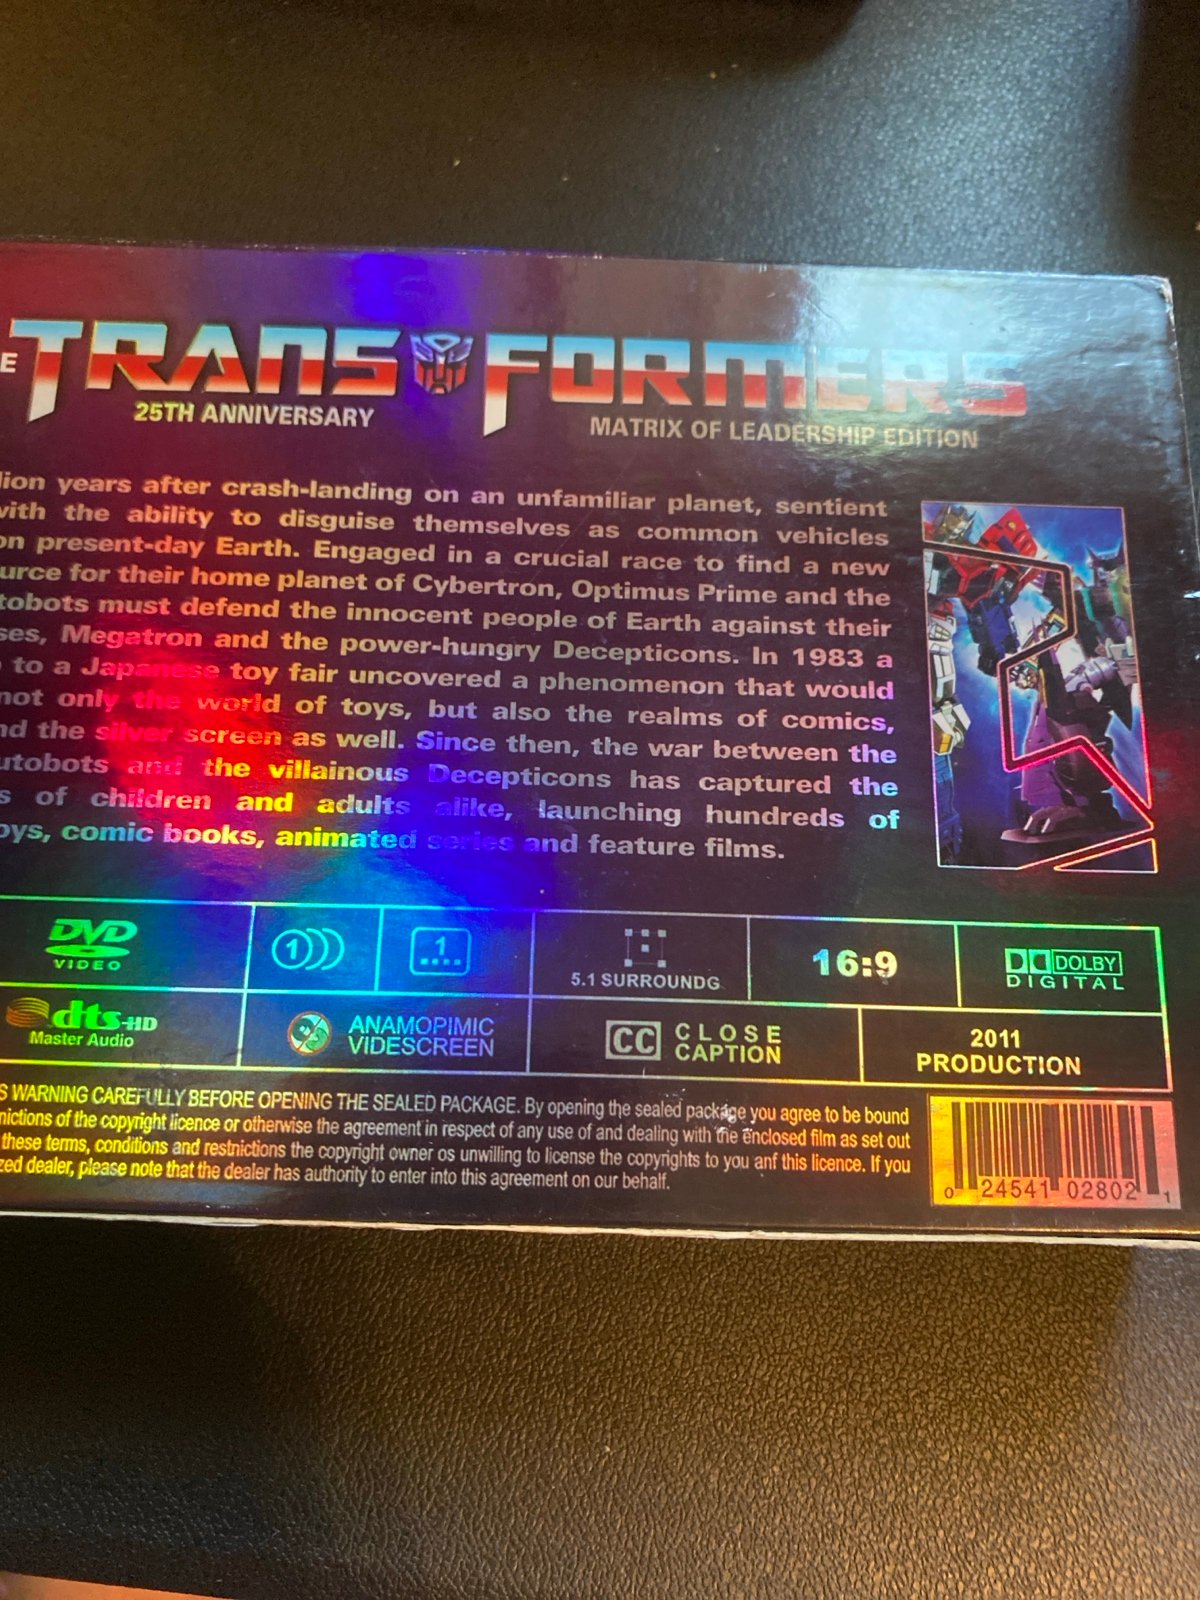 E TRANSFORMERS
25TH ANNIVERSARY
MATRIX OF LEADERSHIP EDITION
lion years after crash-landing on an unfamiliar planet, sentient
with the ability to disguise themselves as common vehicles
on present-day Earth. Engaged in a crucial race to find a new
urce for their home planet of Cybertron, Optimus Prime and the
tobots must defend the innocent people of Earth against their
ses, Megatron and the power-hungry Decepticons. In 1983 a
to a Japanese toy fair uncovered a phenomenon that would
not only the world of toys, but also the realms of comics,
nd the silver screen as well. Since then, the war between the
utobots and the villainous Decepticons has captured the
s of children and adults alike, launching hundreds of
oys, comic books, animated series and feature films.
DVD
VIDEO
1
1
5.1 SURROUNDG
16:9
DOLBY
DIGITAL
dts-HD
Master Audio
ANAMOPIMIC
VIDESCREEN
CC
CLOSE
CAPTION
2011
PRODUCTION
S WARNING CAREFULLY BEFORE OPENING THE SEALED PACKAGE. By opening the sealed package you agree to be bound
nictions of the copyright licence or otherwise the agreement in respect of any use of and dealing with the enclosed film as set out
these terms, conditions and restnictions the copyright owner os unwilling to license the copyrights to you anf this licence. If you
zed dealer, please note that the dealer has authority to enter into this agreement on our behalf.
0 24541 02802 1